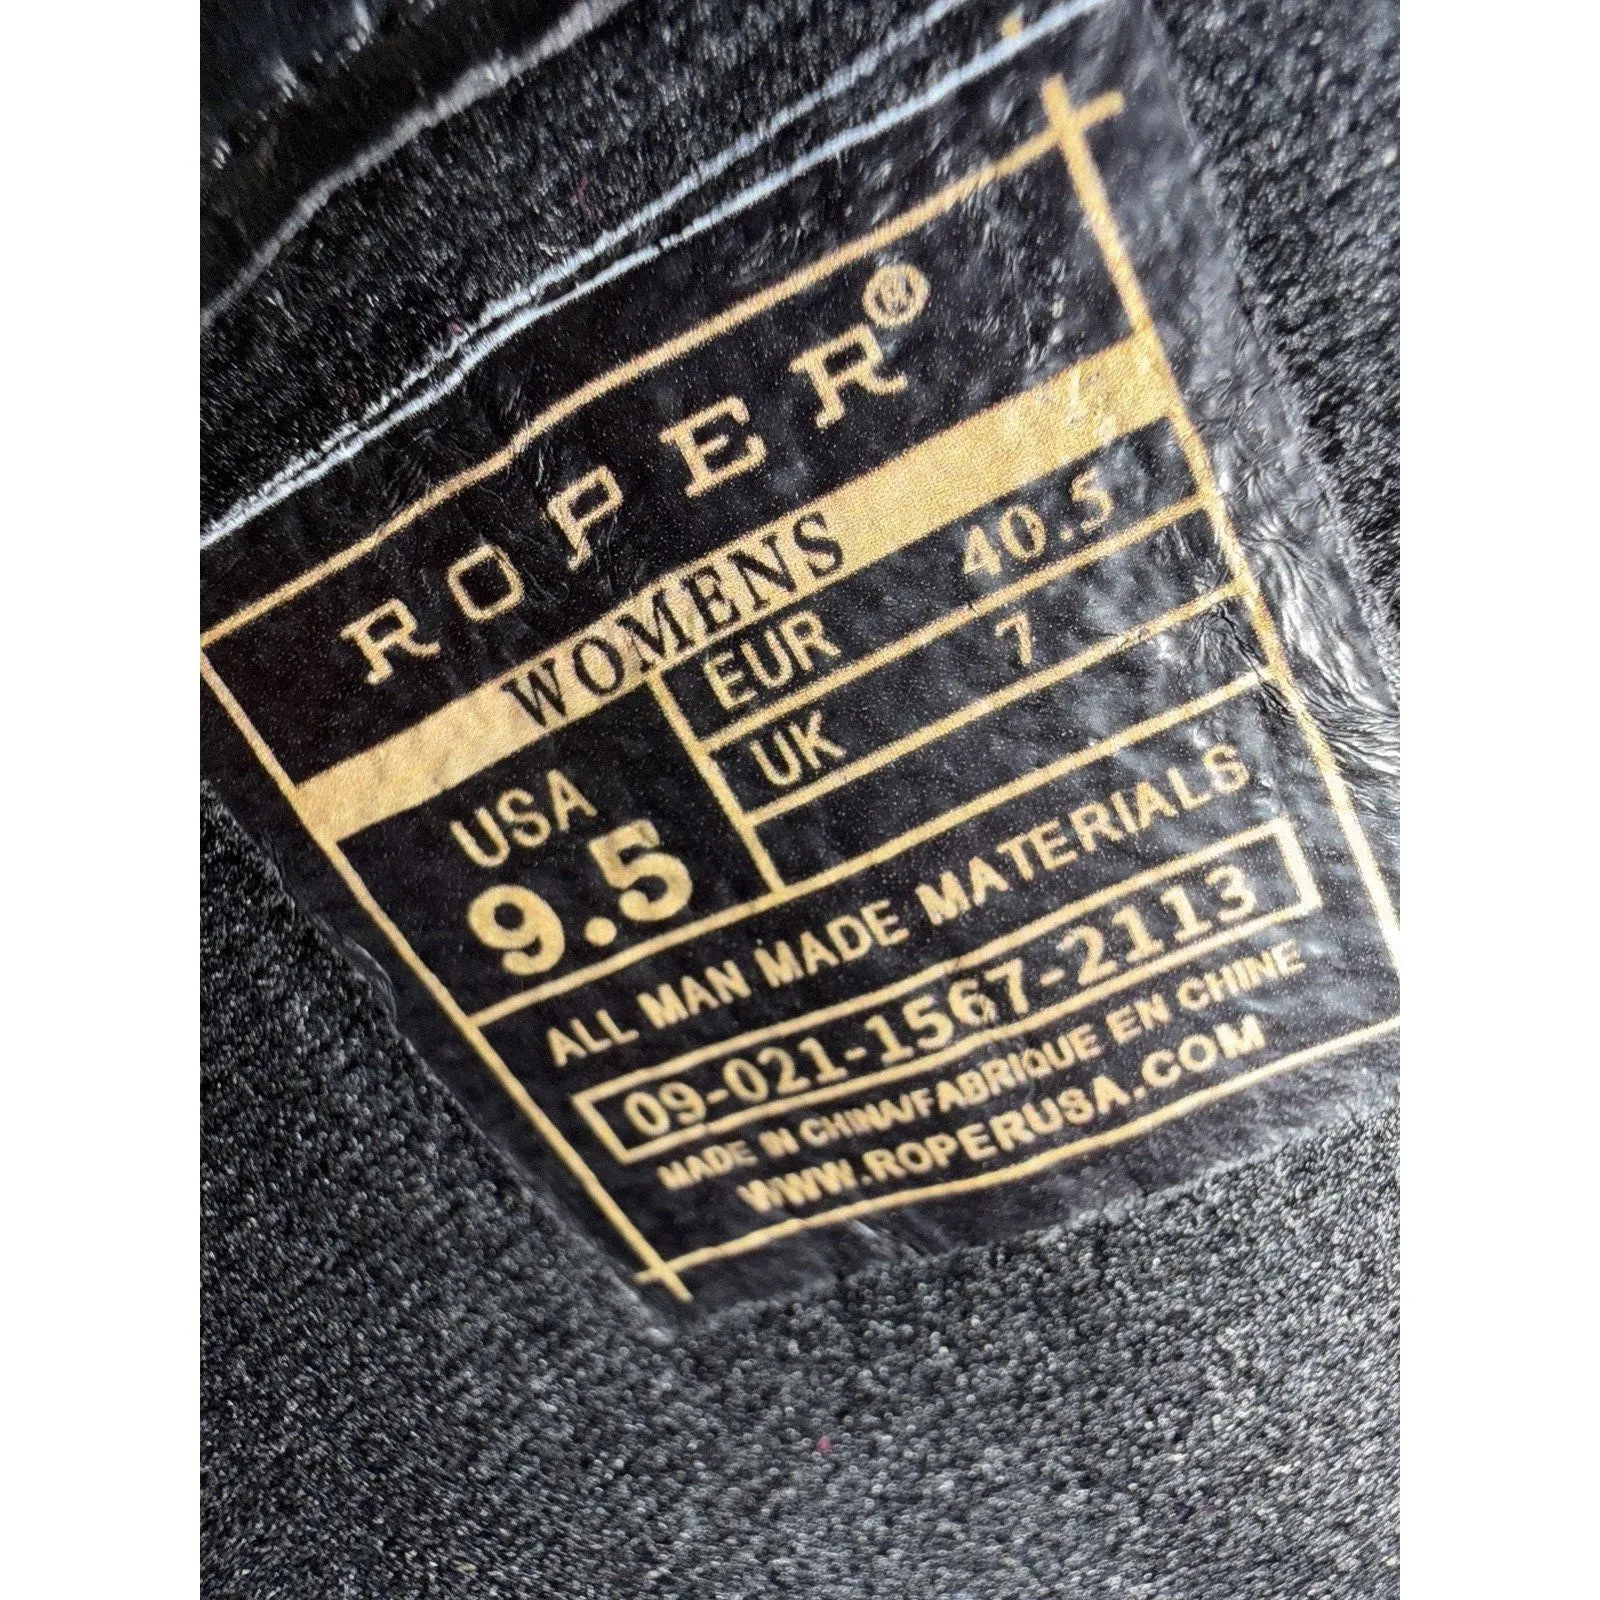 ROPER®
WOMENS
USA
9.5
EUR 40.5
UK 7
ALL MAN MADE MATERIALS
09-021-1567-2113
MADE IN CHINA/FABRIQUE EN CHINE
WWW.ROPERUSA.COM